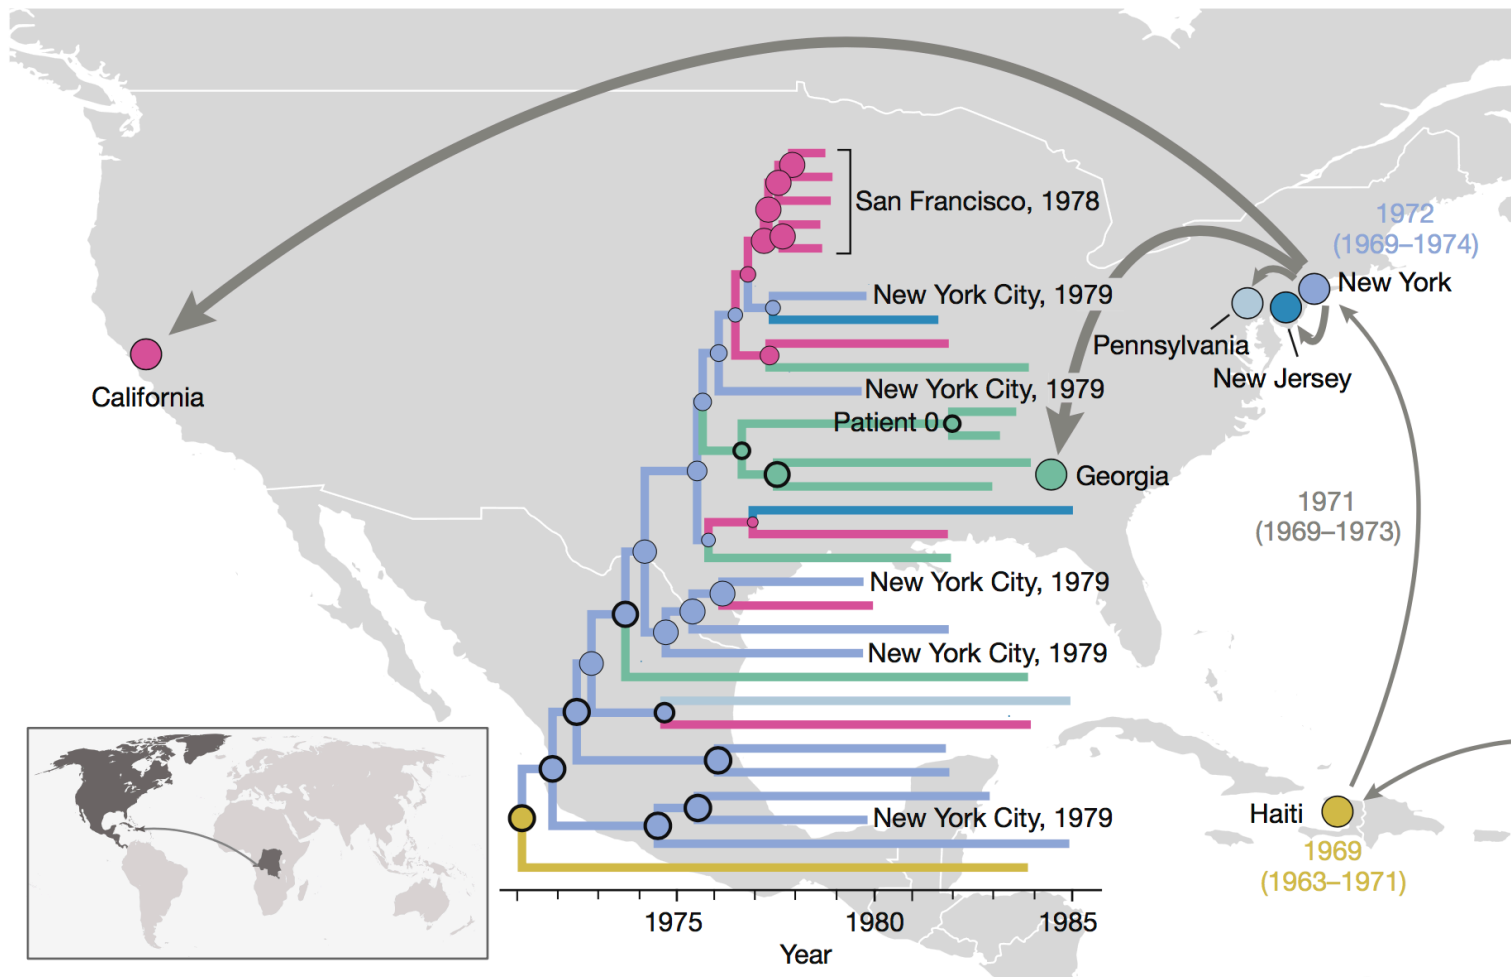 San Francisco, 1978
1972
(1969–1974)
New York
New York City, 1979
Pennsylvania
New Jersey
California
New York City, 1979
Patient 0
Georgia
1971
(1969–1973)
New York City, 1979
New York City, 1979
Haiti
New York City, 1979
1969
(1963–1971)
1975
1980
1985
Year